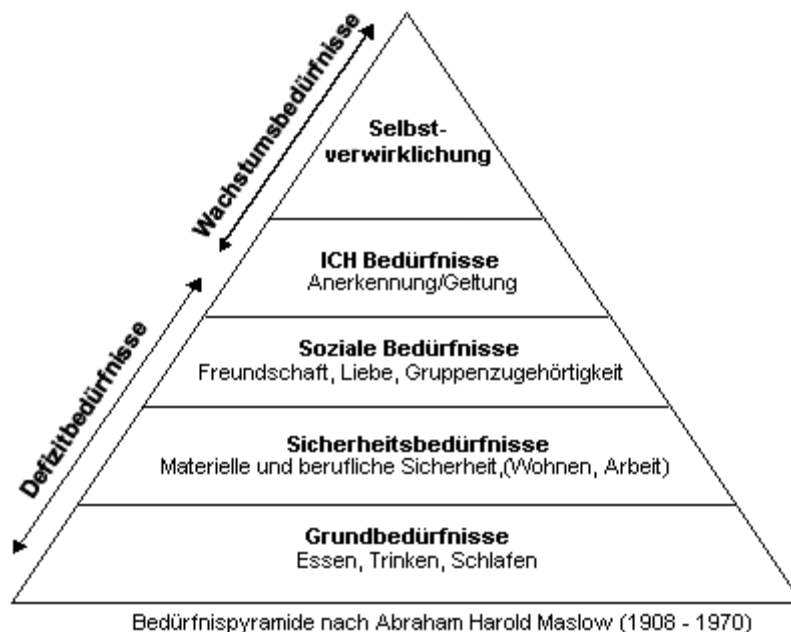 Wachstumsbedürfnisse
Defizitbedürfnisse
Selbst-
verwirklichung
ICH Bedürfnisse
Anerkennung/Geltung
Soziale Bedürfnisse
Freundschaft, Liebe, Gruppenzugehörtigkeit
Sicherheitsbedürfnisse
Materielle und berufliche Sicherheit,(Wohnen, Arbeit)
Grundbedürfnisse
Essen, Trinken, Schlafen
Bedürfnispyramide nach Abraham Harold Maslow (1908 - 1970)